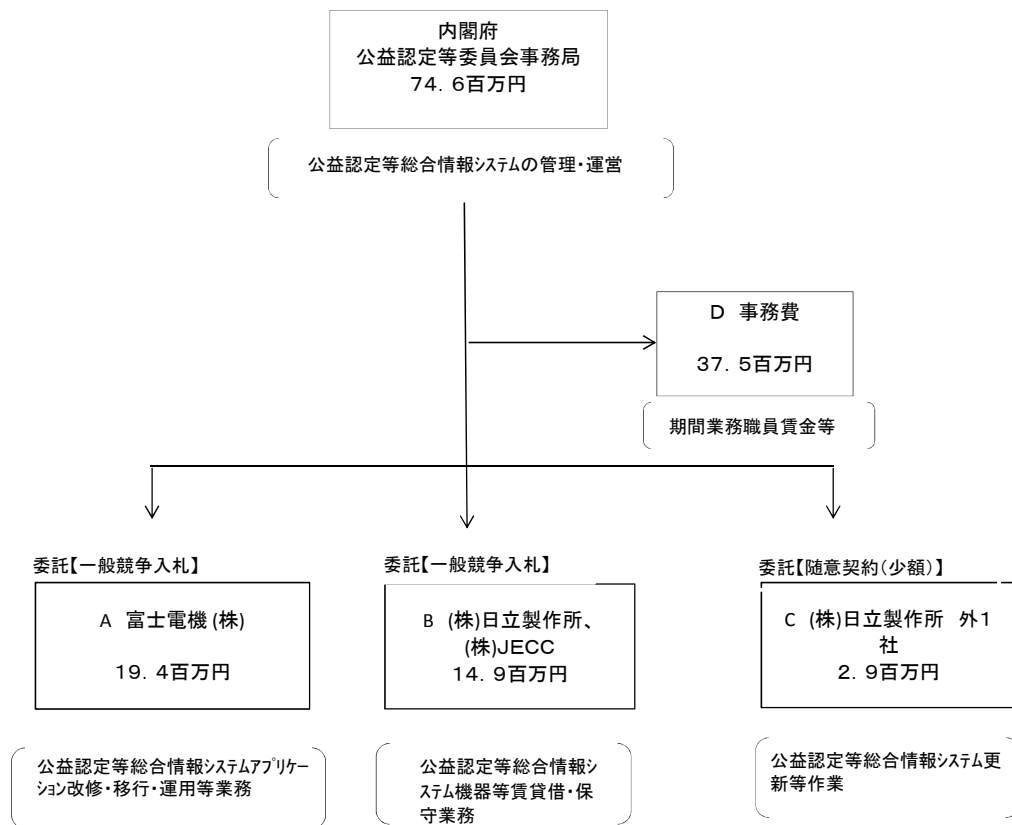 内閣府
公益認定等委員会事務局
７４．６百万円
公益認定等総合情報ｼｽﾃﾑの管理・運営
Ｄ　事務費
３７．５百万円
期間業務職員賃金等
委託【一般競争入札】
A　富士電機 (株)
１９．４百万円
公益認定等総合情報ｼｽﾃﾑｱﾌﾟﾘｹｰ
ｼｮﾝ改修・移行・運用等業務
委託【一般競争入札】
B　(株)日立製作所、
(株)ＪＥＣＣ
１４．９百万円
公益認定等総合情報ｼ
ｽﾃﾑ機器等賃貸借・保
守業務
委託【随意契約（少額）】
C　(株)日立製作所　外１
社
２．９百万円
公益認定等総合情報ｼｽﾃﾑ更
新等作業